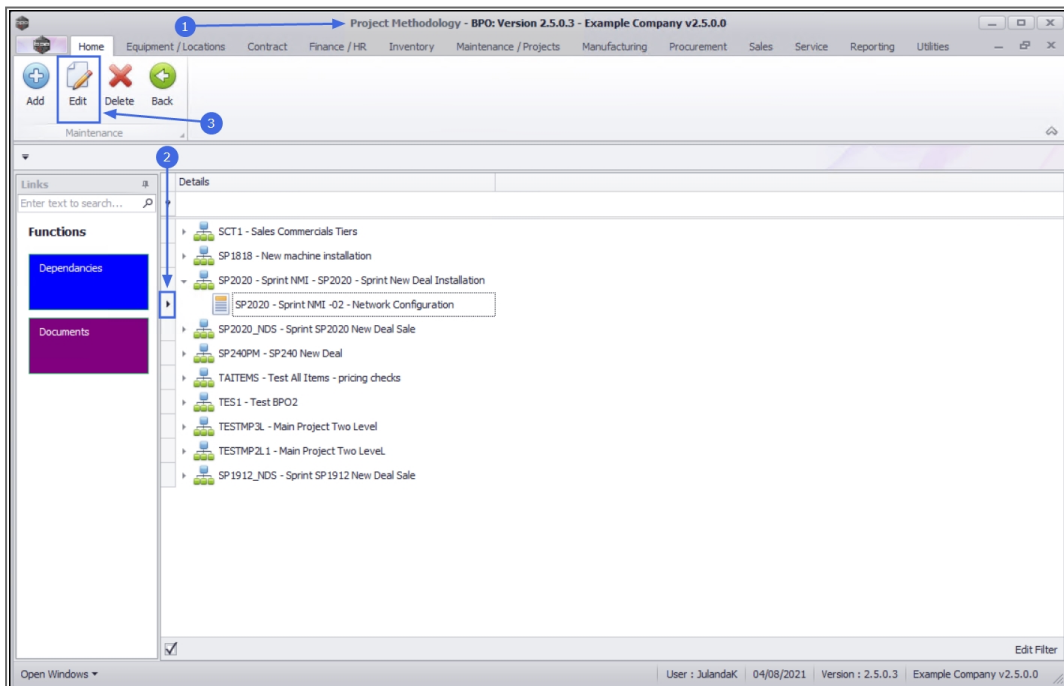 1
Project Methodology - BPO: Version 2.5.0.3 - Example Company v2.5.0.0
Home Equipment / Locations Contract Finance / HR Inventory Maintenance / Projects Manufacturing Procurement Sales Service Reporting Utilities
Add Edit Delete Back
3
Maintenance
2
Links
Details
Enter text to search...
Functions
Dependancies
Documents
SCT1 - Sales Commercials Tiers
SP1818 - New machine installation
SP2020 - Sprint NMI - SP2020 - Sprint New Deal Installation
SP2020 - Sprint NMI -02 - Network Configuration
SP2020_NDS - Sprint SP2020 New Deal Sale
SP240PM - SP240 New Deal
TAITEMS - Test All Items - pricing checks
TES1 - Test BPO2
TESTMP3L - Main Project Two Level
TESTMP2L1 - Main Project Two LeveL
SP1912_NDS - Sprint SP1912 New Deal Sale
Edit Filter
Open Windows
User : JulandaK 04/08/2021 Version : 2.5.0.3 Example Company v2.5.0.0